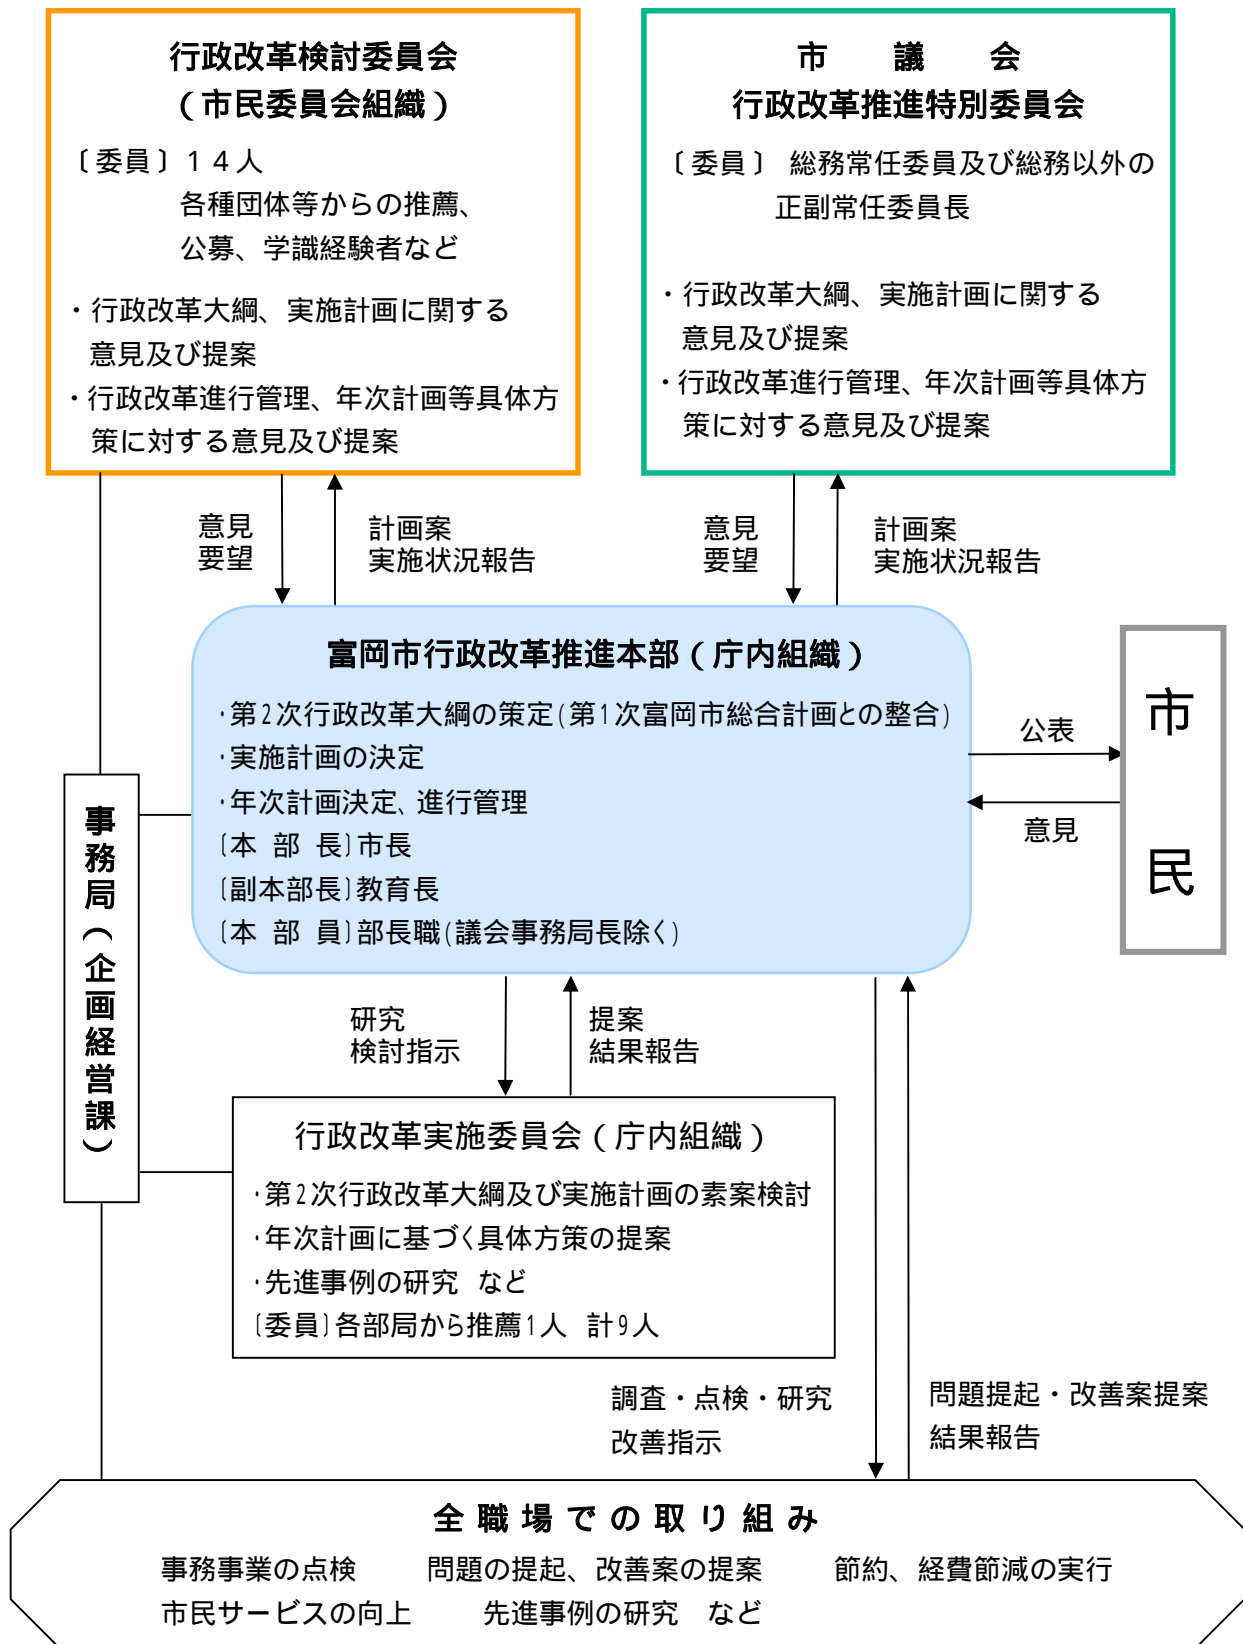 行政改革検討委員会
（市民委員会組織）
〔委員〕１４人
各種団体等からの推薦、
公募、学識経験者など
・行政改革大綱、実施計画に関する
意見及び提案
・行政改革進行管理、年次計画等具体方
策に対する意見及び提案
市　議　会
行政改革推進特別委員会
〔委員〕 総務常任委員及び総務以外の
正副常任委員長
・行政改革大綱、実施計画に関する
意見及び提案
・行政改革進行管理、年次計画等具体方
策に対する意見及び提案
意見
要望
計画案
実施状況報告
意見
要望
計画案
実施状況報告
富岡市行政改革推進本部（庁内組織）
・第2次行政改革大綱の策定(第1次富岡市総合計画との整合)
・実施計画の決定
・年次計画決定、進行管理
〔本 部 長〕市長
〔副本部長〕教育長
〔本 部 員〕部長職(議会事務局長除く)
公表
意見
市民
事務局（企画経営課）
研究
検討指示
提案
結果報告
行政改革実施委員会（庁内組織）
・第2次行政改革大綱及び実施計画の素案検討
・年次計画に基づく具体方策の提案
・先進事例の研究 など
〔委員〕各部局から推薦1人 計9人
調査・点検・研究
改善指示
問題提起・改善案提案
結果報告
全職場での取り組み
事務事業の点検　　問題の提起、改善案の提案　　節約、経費節減の実行
市民サービスの向上　　先進事例の研究　など